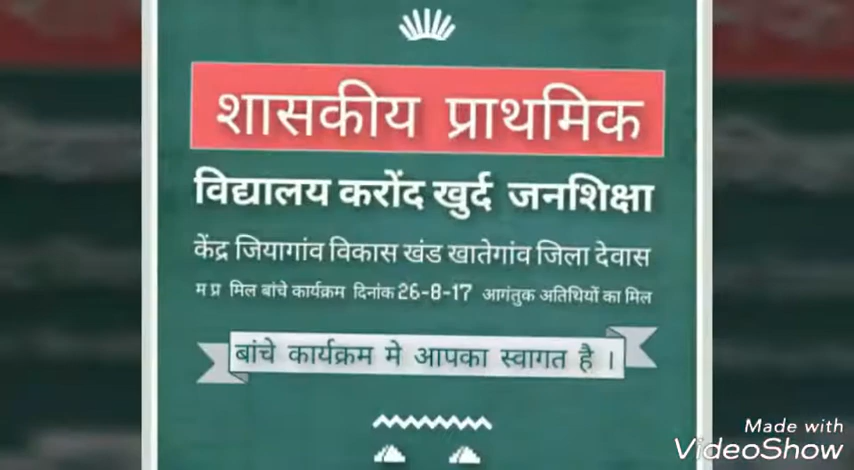 शासकीय प्राथमिक
विद्यालय करोंद खुर्द जनशिक्षा
केंद्र जियागांव विकास खंड खातेगांव जिला देवास
म प्र मिल बांचे कार्यक्रम दिनांक 26-8-17 आगंतुक अतिथियों का मिल
बांचे कार्यक्रम मे आपका स्वागत है ।
Made with
VideoShow